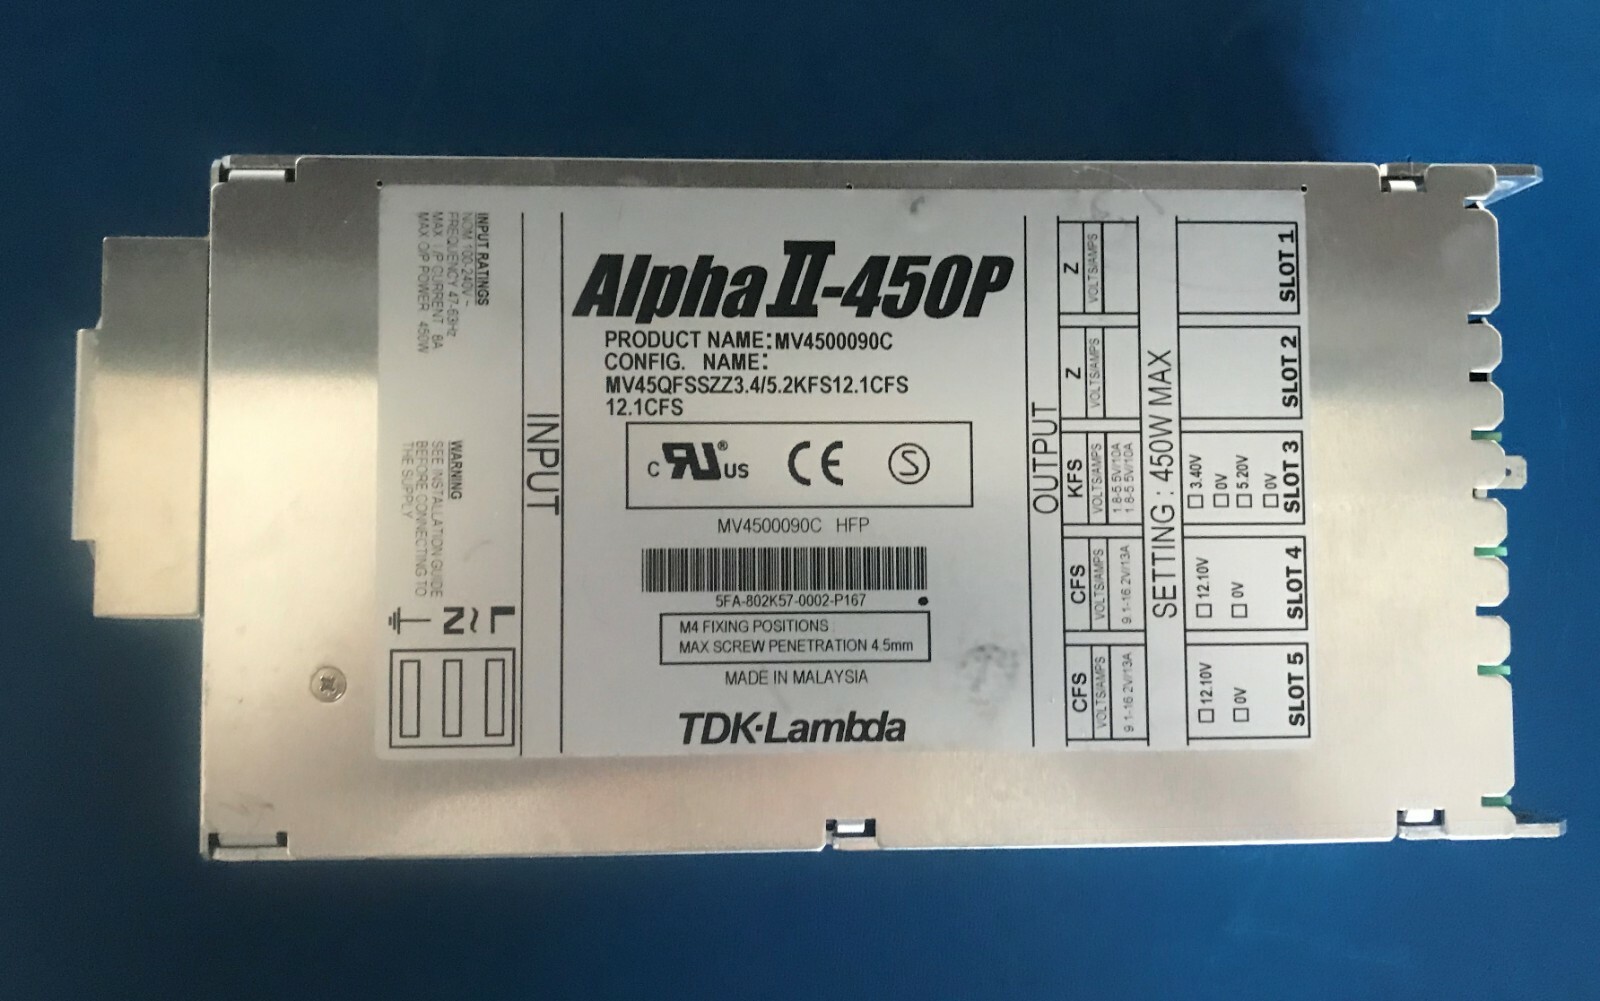 INPUT RATINGS
NOM 100-240V ~
FREQUENCY 47-63Hz
MAX I/P CURRENT 8A
MAX O/P POWER 450W
WARNING
SEE INSTALLATION GUIDE
BEFORE CONNECTING TO
THE SUPPLY
L
N ~
INPUT
Alpha II-450P
PRODUCT NAME:MV4500090C
CONFIG. NAME:
MV45QFSSZZ3.4/5.2KFS12.1CFS
12.1CFS
C RU® US CE S
MV4500090C HFP
5FA-802K57-0002-P167
M4 FIXING POSITIONS
MAX SCREW PENETRATION 4.5mm
MADE IN MALAYSIA
TDK·Lambda
OUTPUT
Z
VOLTS/AMPS
Z
VOLTS/AMPS
KFS
VOLTS/AMPS
1.8-5.5V/10A
1.8-5.5V/10A
CFS
VOLTS/AMPS
9.1-16.2V/13A
CFS
VOLTS/AMPS
9.1-16.2V/13A
SETTING : 450W MAX
SLOT 1
SLOT 2
3.40V
0V
5.20V
0V
SLOT 3
12.10V
0V
SLOT 4
12.10V
0V
SLOT 5